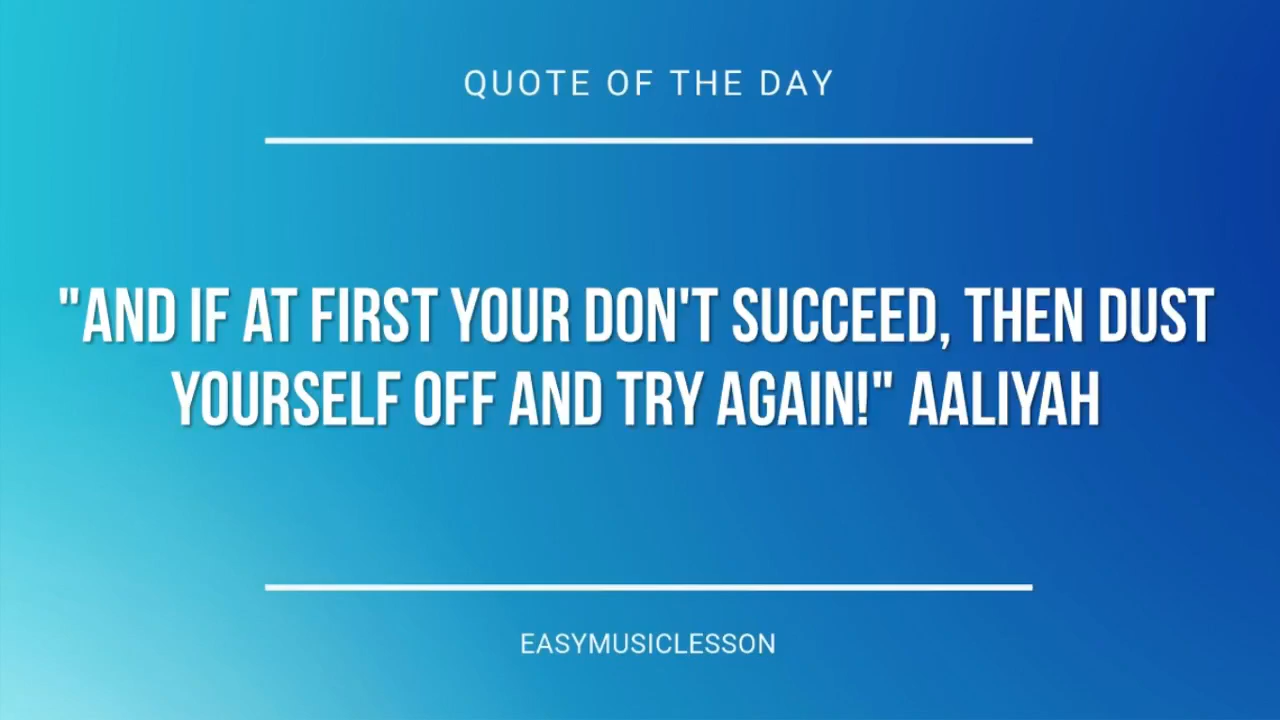 QUOTE OF THE DAY
"AND IF AT FIRST YOUR DON'T SUCCEED, THEN DUST
YOURSELF OFF AND TRY AGAIN!" AALIYAH
EASYMUSICLESSON